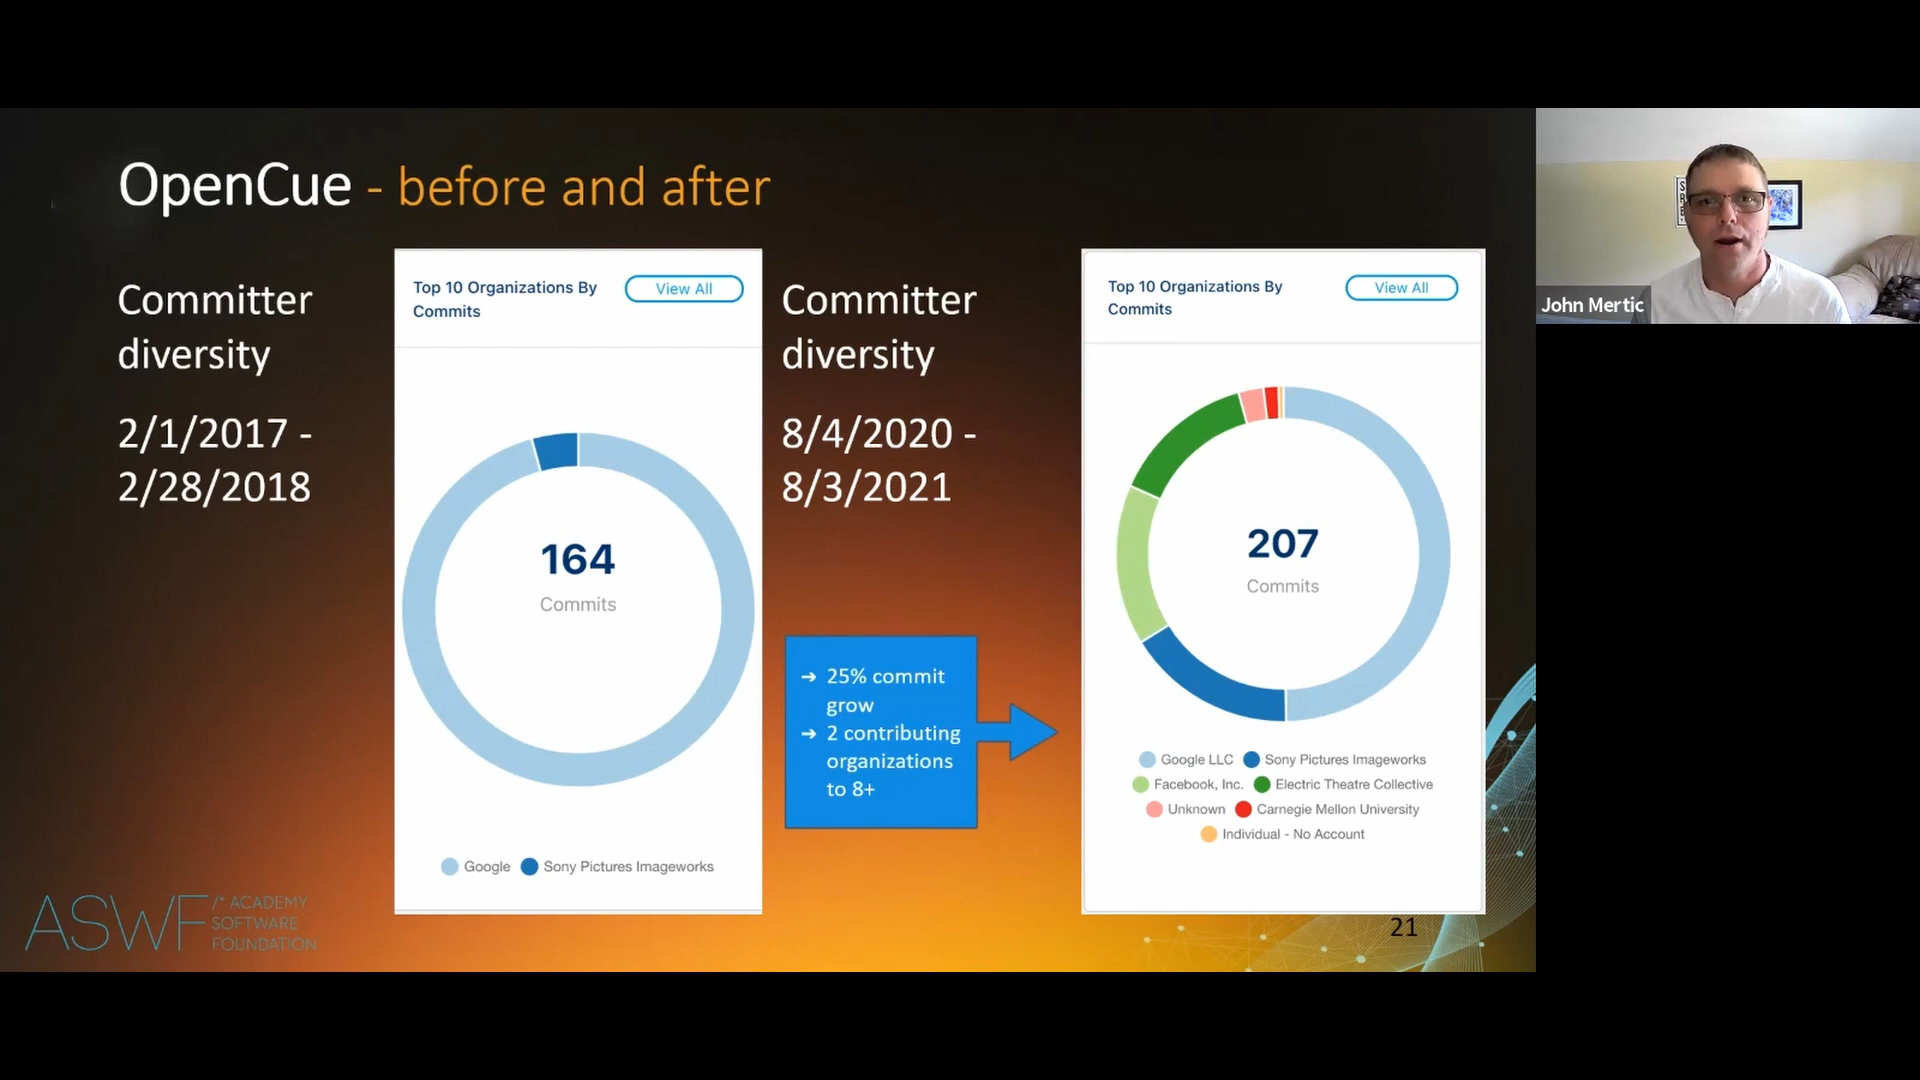 OpenCue - before and after
Committer
diversity
2/1/2017 -
2/28/2018
Top 10 Organizations By
Commits
View All
164
Commits
Google Sony Pictures Imageworks
Committer
diversity
8/4/2020 -
8/3/2021
➔ 25% commit
grow
➔ 2 contributing
organizations
to 8+
Top 10 Organizations By
Commits
View All
207
Commits
Google LLC Sony Pictures Imageworks
Facebook, Inc. Electric Theatre Collective
Unknown Carnegie Mellon University
Individual - No Account
ASWF
/* ACADEMY
SOFTWARE
FOUNDATION
21
John Mertic